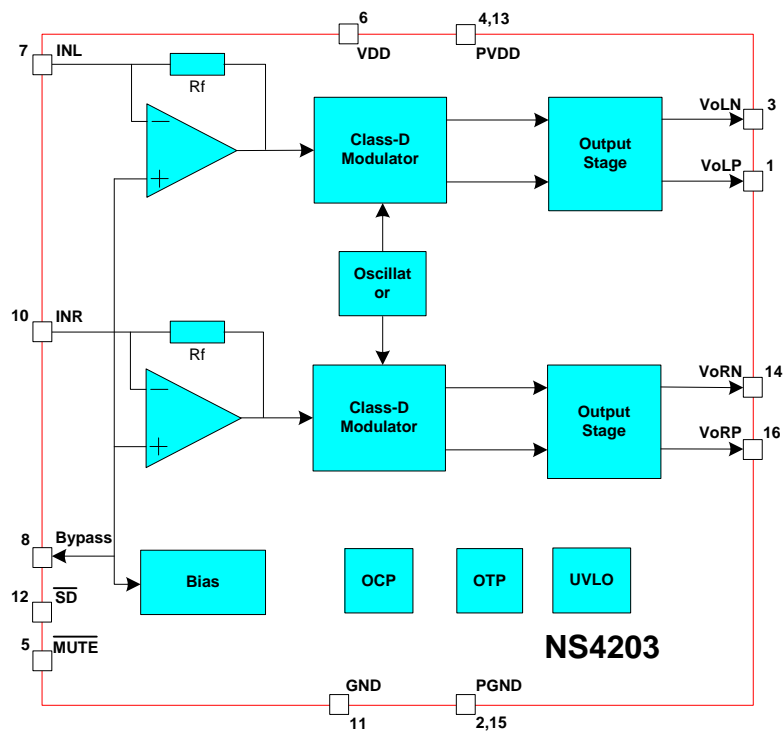 6
4,13
VDD
PVDD
7
INL
Rf
Class-D
Modulator
Output
Stage
VoLN
3
VoLP
1
Oscillat
or
10
INR
Rf
Class-D
Modulator
Output
Stage
VoRN
14
VoRP
16
8
Bypass
Bias
OCP
OTP
UVLO
12
SD
5
MUTE
NS4203
GND
11
PGND
2,15